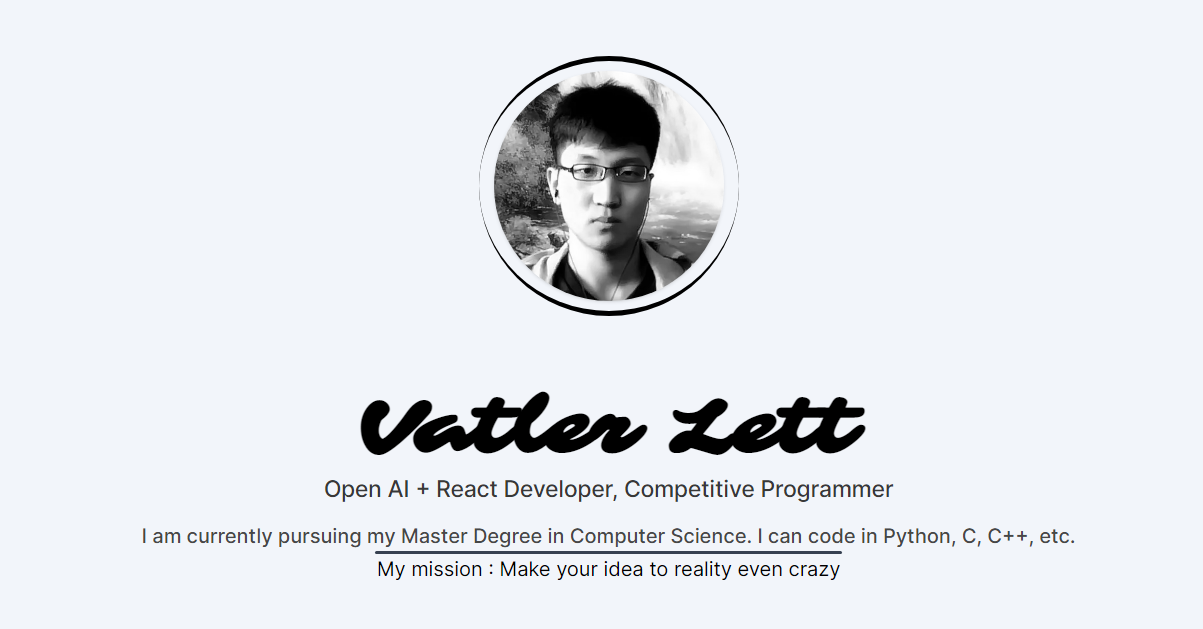 Vatler Lett
Open AI + React Developer, Competitive Programmer
I am currently pursuing my Master Degree in Computer Science. I can code in Python, C, C++, etc.
My mission : Make your idea to reality even crazy